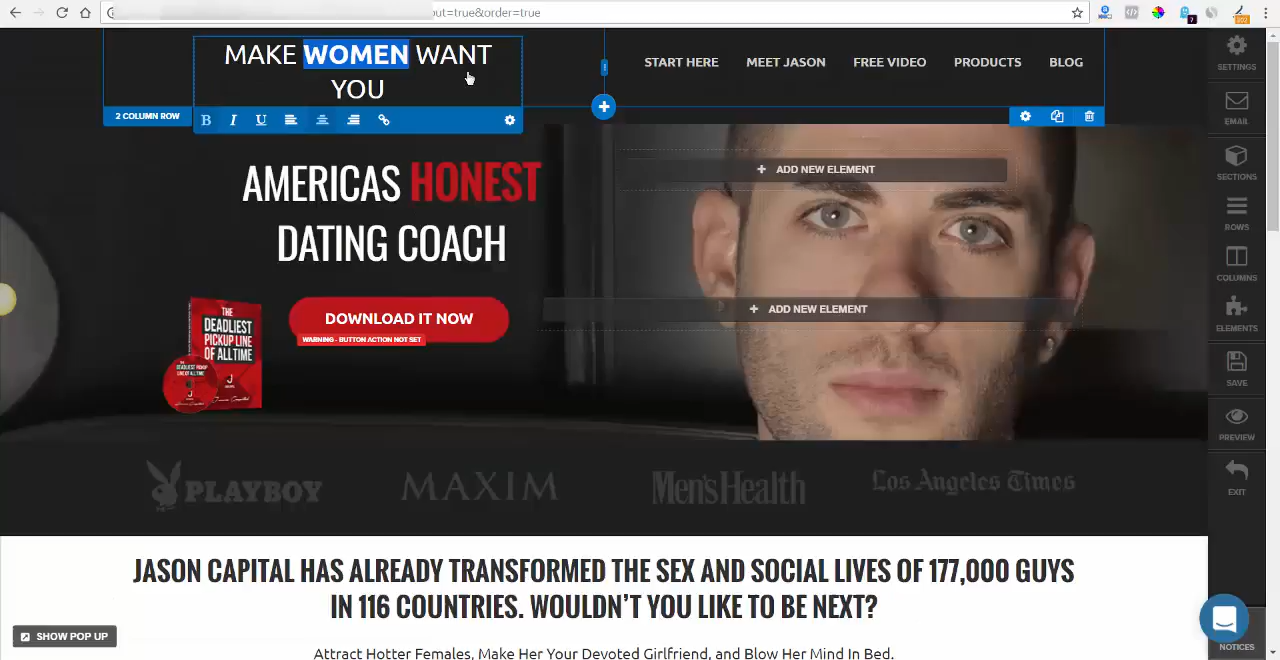 out=true&order=true
MAKE WOMEN WANT
YOU
START HERE
MEET JASON
FREE VIDEO
PRODUCTS
BLOG
2 COLUMN ROW
B I U
AMERICAS HONEST
DATING COACH
ADD NEW ELEMENT
ADD NEW ELEMENT
DOWNLOAD IT NOW
WARNING - BUTTON ACTION NOT SET
THE
DEADLIEST
PICKUP LINE
OF ALL TIME
J
PLAYBOY
MAXIM
Men'sHealth
Los Angeles Times
JASON CAPITAL HAS ALREADY TRANSFORMED THE SEX AND SOCIAL LIVES OF 177,000 GUYS
IN 116 COUNTRIES. WOULDN'T YOU LIKE TO BE NEXT?
Attract Hotter Females, Make Her Your Devoted Girlfriend, and Blow Her Mind In Bed.
SHOW POP UP
SETTINGS
EMAIL
SECTIONS
ROWS
COLUMNS
ELEMENTS
SAVE
PREVIEW
EXIT
NOTICES